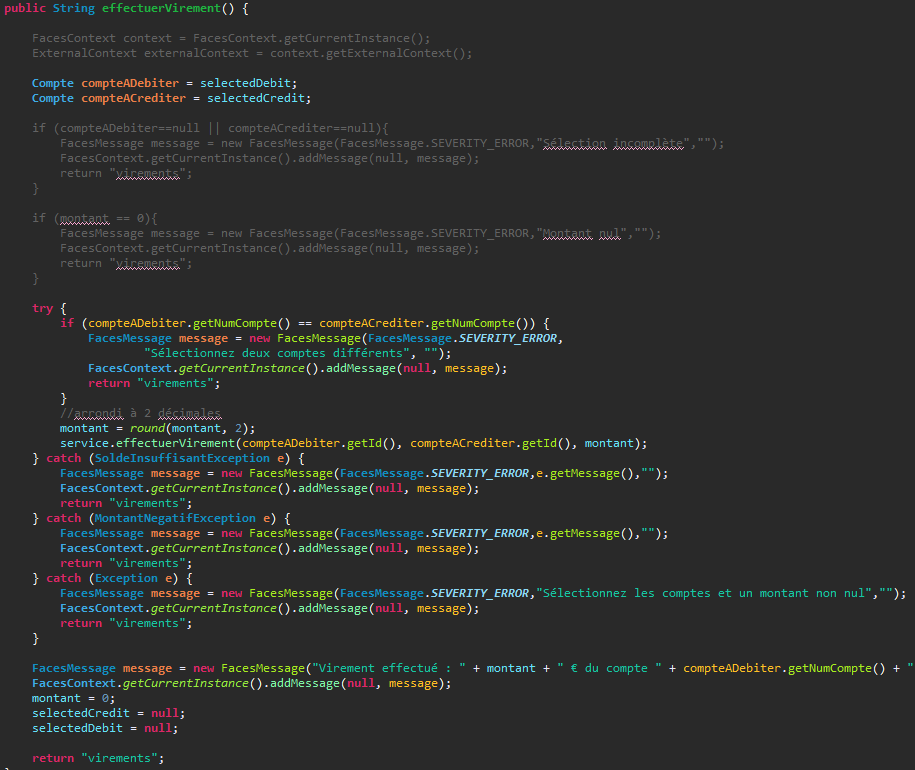 public String effectuerVirement() {
FacesContext context = FacesContext.getCurrentInstance();
ExternalContext externalContext = context.getExternalContext();
Compte compteADebiter = selectedDebit;
Compte compteACrediter = selectedCredit;
if (compteADebiter==null || compteACrediter==null){
FacesMessage message = new FacesMessage(FacesMessage.SEVERITY_ERROR,"Sélection incomplète","");
FacesContext.getCurrentInstance().addMessage(null, message);
return "virements";
}
if (montant == 0){
FacesMessage message = new FacesMessage(FacesMessage.SEVERITY_ERROR,"Montant nul","");
FacesContext.getCurrentInstance().addMessage(null, message);
return "virements";
}
try {
if (compteADebiter.getNumCompte() == compteACrediter.getNumCompte()) {
FacesMessage message = new FacesMessage(FacesMessage.SEVERITY_ERROR,
"Sélectionnez deux comptes différents", "");
FacesContext.getCurrentInstance().addMessage(null, message);
return "virements";
}
//arrondi à 2 décimales
montant = round(montant, 2);
service.effectuerVirement(compteADebiter.getId(), compteACrediter.getId(), montant);
} catch (SoldeInsuffisantException e) {
FacesMessage message = new FacesMessage(FacesMessage.SEVERITY_ERROR,e.getMessage(),"");
FacesContext.getCurrentInstance().addMessage(null, message);
return "virements";
} catch (MontantNegatifException e) {
FacesMessage message = new FacesMessage(FacesMessage.SEVERITY_ERROR,e.getMessage(),"");
FacesContext.getCurrentInstance().addMessage(null, message);
return "virements";
} catch (Exception e) {
FacesMessage message = new FacesMessage(FacesMessage.SEVERITY_ERROR,"Sélectionnez les comptes et un montant non nul","");
FacesContext.getCurrentInstance().addMessage(null, message);
return "virements";
}
FacesMessage message = new FacesMessage("Virement effectué : " + montant + " € du compte " + compteADebiter.getNumCompte() + "
FacesContext.getCurrentInstance().addMessage(null, message);
montant = 0;
selectedCredit = null;
selectedDebit = null;
return "virements";